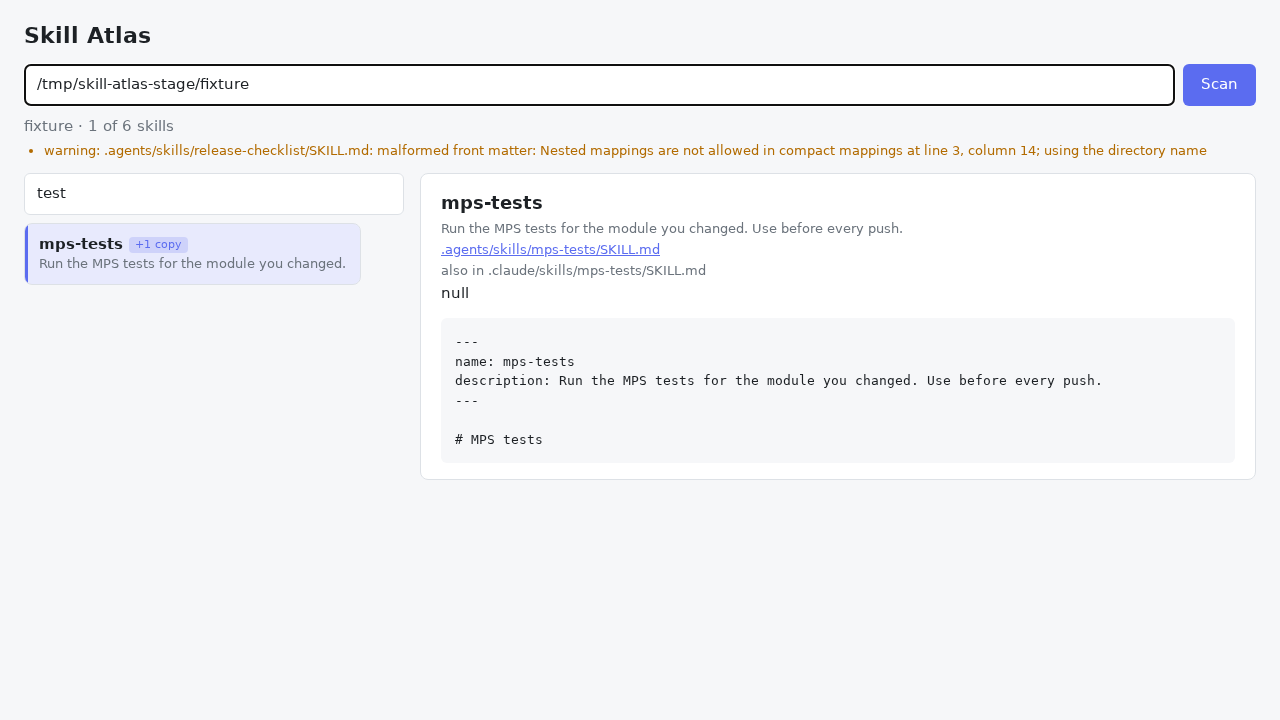 Skill Atlas
/tmp/skill-atlas-stage/fixture
Scan
fixture · 1 of 6 skills
• warning: .agents/skills/release-checklist/SKILL.md: malformed front matter: Nested mappings are not allowed in compact mappings at line 3, column 14; using the directory name
test
mps-tests +1 copy
Run the MPS tests for the module you changed.
mps-tests
Run the MPS tests for the module you changed. Use before every push.
.agents/skills/mps-tests/SKILL.md
also in .claude/skills/mps-tests/SKILL.md
null
---
name: mps-tests
description: Run the MPS tests for the module you changed. Use before every push.
---
# MPS tests